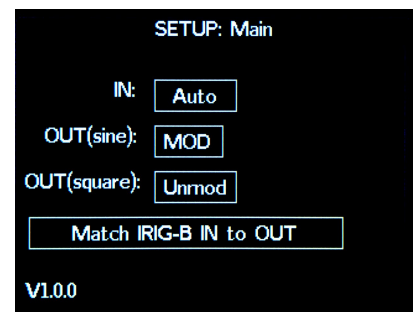 SETUP: Main
IN: Auto
OUT(sine): MOD
OUT(square): Unmod
Match IRIG-B IN to OUT
V1.0.0